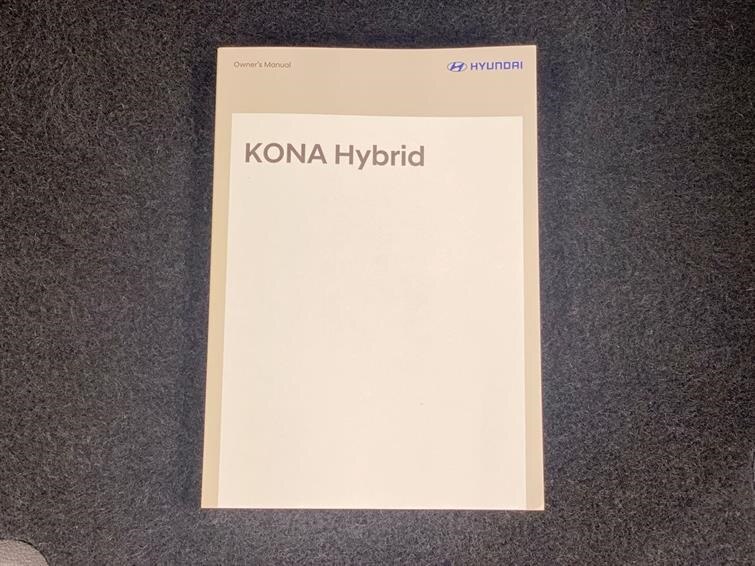 Owner's Manual
HYUNDAI
KONA Hybrid